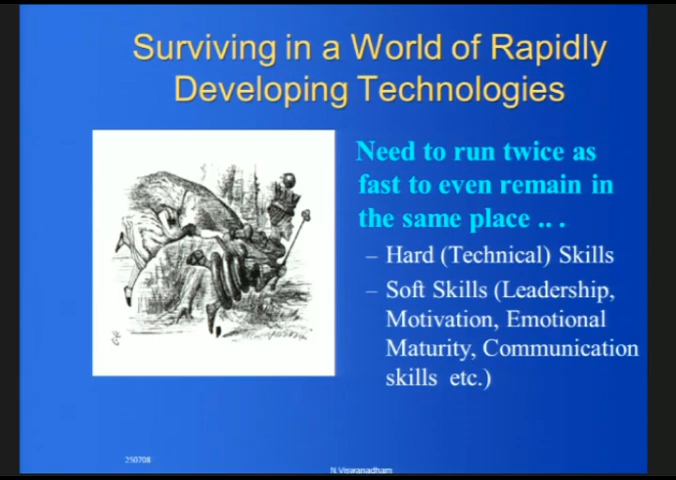 Surviving in a World of Rapidly
Developing Technologies
Need to run twice as
fast to even remain in
the same place .. .
– Hard (Technical) Skills
– Soft Skills (Leadership,
Motivation, Emotional
Maturity, Communication
skills etc.)
250708
N.Viswanadham